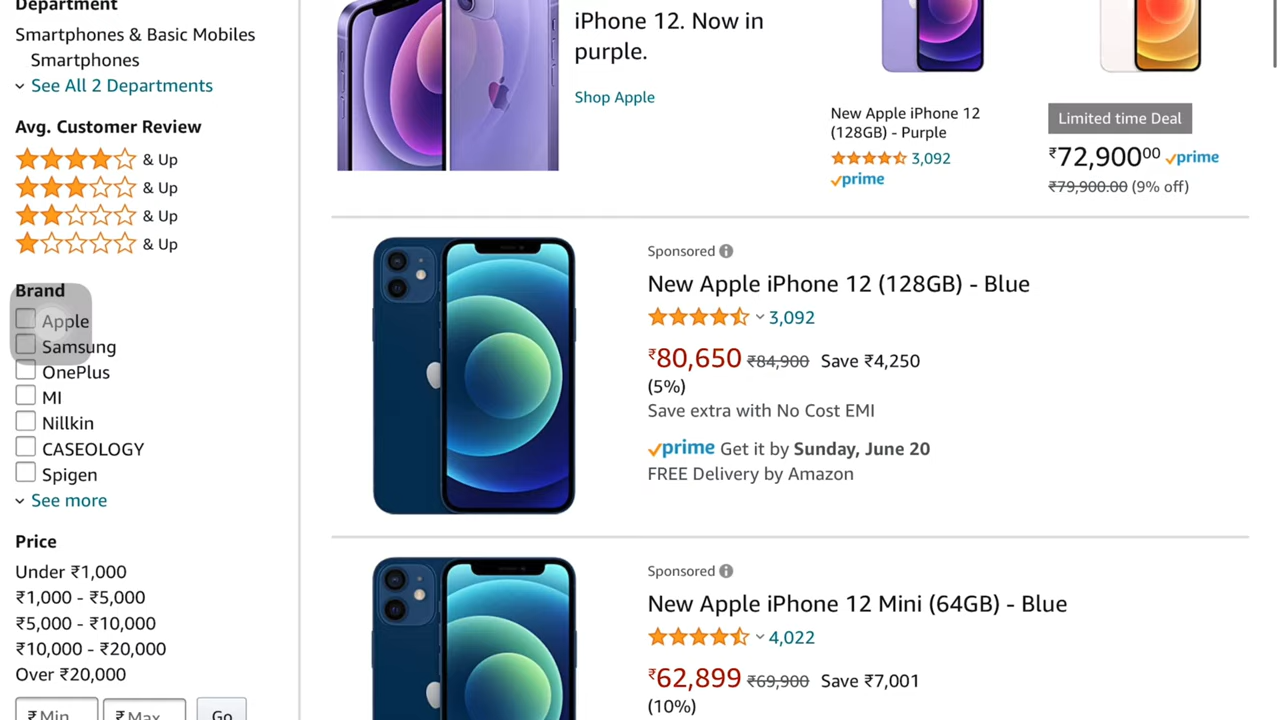 Department
Smartphones & Basic Mobiles
Smartphones
See All 2 Departments
Avg. Customer Review
& Up
& Up
& Up
& Up
Brand
Apple
Samsung
OnePlus
MI
Nillkin
CASEOLOGY
Spigen
See more
Price
Under ₹1,000
₹1,000 - ₹5,000
₹5,000 - ₹10,000
₹10,000 - ₹20,000
Over ₹20,000
₹ Min
₹ Max
Go
iPhone 12. Now in
purple.
Shop Apple
New Apple iPhone 12
(128GB) - Purple
3,092
prime
Limited time Deal
₹72,90000 prime
₹79,900.00 (9% off)
Sponsored
New Apple iPhone 12 (128GB) - Blue
3,092
₹80,650 ₹84,900 Save ₹4,250
(5%)
Save extra with No Cost EMI
prime Get it by Sunday, June 20
FREE Delivery by Amazon
Sponsored
New Apple iPhone 12 Mini (64GB) - Blue
4,022
₹62,899 ₹69,900 Save ₹7,001
(10%)